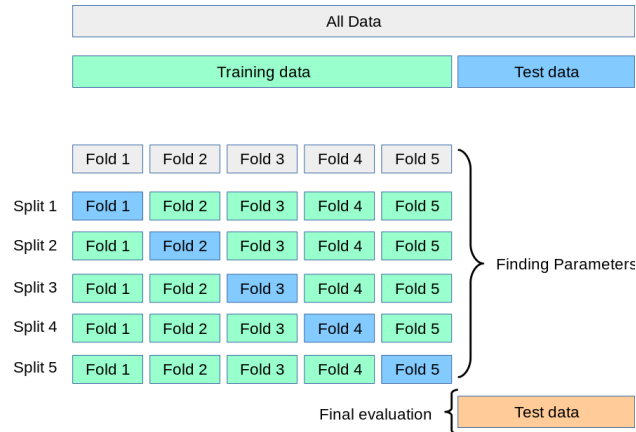 All Data
Training data Test data
Fold 1 Fold 2 Fold 3 Fold 4 Fold 5
Split 1 Fold 1 Fold 2 Fold 3 Fold 4 Fold 5
Split 2 Fold 1 Fold 2 Fold 3 Fold 4 Fold 5
Finding Parameters
Split 3 Fold 1 Fold 2 Fold 3 Fold 4 Fold 5
Split 4 Fold 1 Fold 2 Fold 3 Fold 4 Fold 5
Split 5 Fold 1 Fold 2 Fold 3 Fold 4 Fold 5
Final evaluation Test data